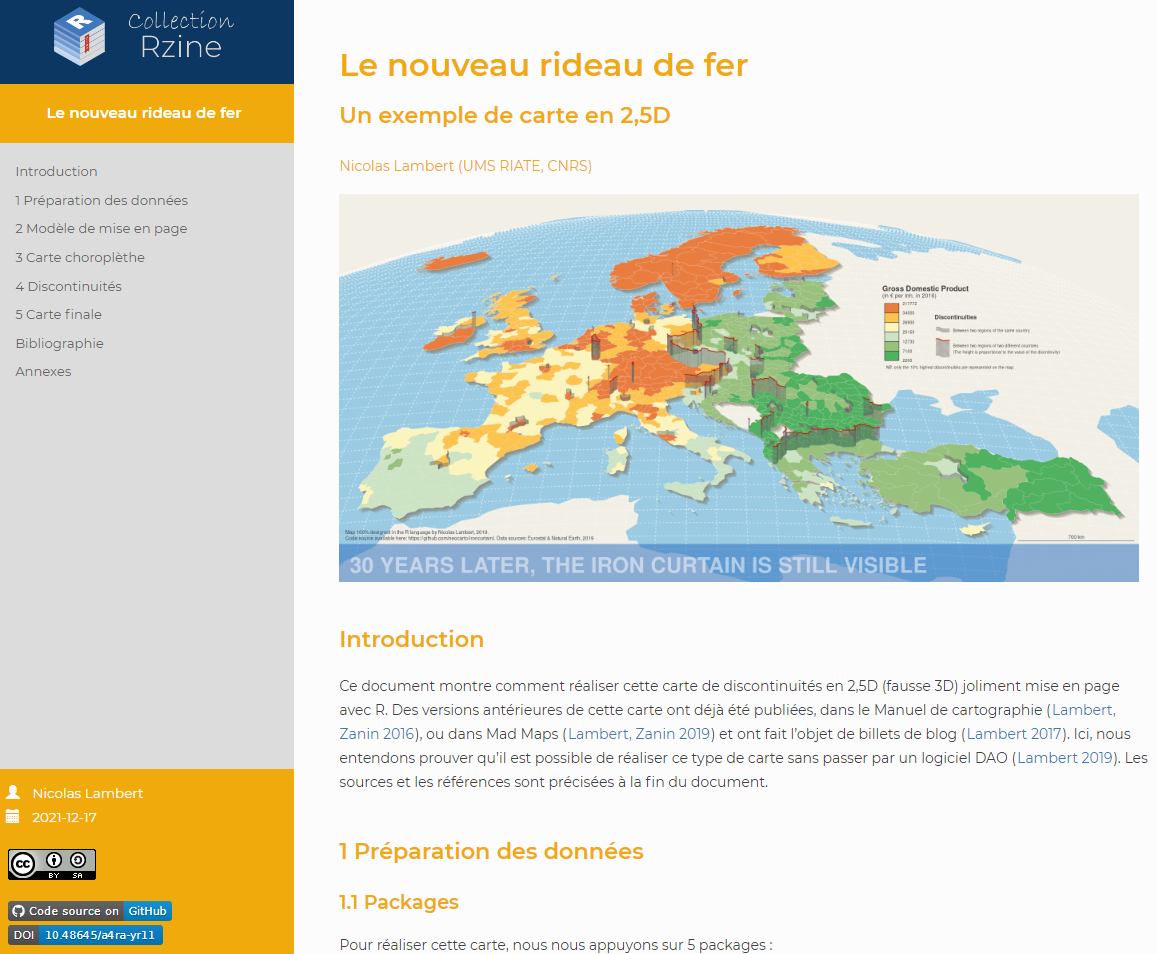 Collection
Rzine
Le nouveau rideau de fer
Introduction
1 Préparation des données
2 Modèle de mise en page
3 Carte choroplèthe
4 Discontinuités
5 Carte finale
Bibliographie
Annexes
Nicolas Lambert
2021-12-17
cc BY SA
Code source on GitHub
DOI 10.48645/a4ra-yr11
Le nouveau rideau de fer
Un exemple de carte en 2,5D
Nicolas Lambert (UMS RIATE, CNRS)
Gross Domestic Product
(in € per inh. in 2016)
Discontinuities
Between two regions of the same country
Between two regions of two different countries
(The height is proportional to the value of the discontinuity)
NB: only the 10% highest discontinuities are represented on the map
Map 100% designed in the R language by Nicolas Lambert, 2019.
Code source available here: https://github.com/neocarto/ironcurtain/. Data sources: Eurostat & Natural Earth, 2019
700 km
30 YEARS LATER, THE IRON CURTAIN IS STILL VISIBLE
Introduction
Ce document montre comment réaliser cette carte de discontinuités en 2,5D (fausse 3D) joliment mise en page
avec R. Des versions antérieures de cette carte ont déjà été publiées, dans le Manuel de cartographie (Lambert,
Zanin 2016), ou dans Mad Maps (Lambert, Zanin 2019) et ont fait l'objet de billets de blog (Lambert 2017). Ici, nous
entendons prouver qu'il est possible de réaliser ce type de carte sans passer par un logiciel DAO (Lambert 2019). Les
sources et les références sont précisées à la fin du document.
1 Préparation des données
1.1 Packages
Pour réaliser cette carte, nous nous appuyons sur 5 packages :